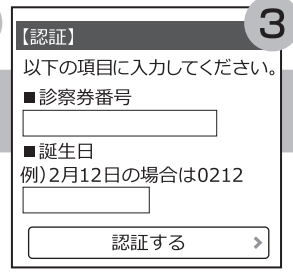 3
【認証】
以下の項目に入力してください。
■診察券番号
■誕生日
例)2月12日の場合は0212
認証する